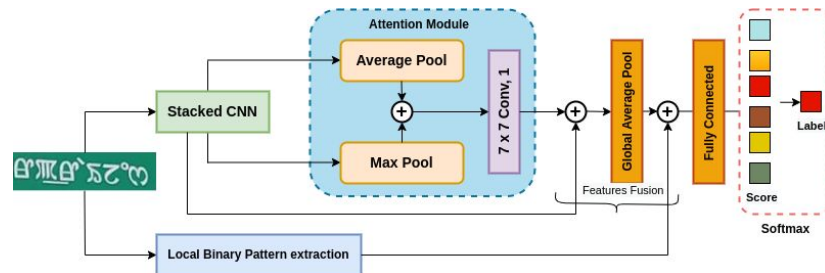 Attention Module
Average Pool
Stacked CNN
Max Pool
7 x 7 Conv, 1
Global Average Pool
Features Fusion
Fully Connected
Label
Score
Softmax
Local Binary Pattern extraction